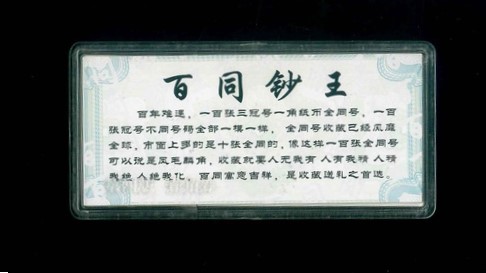 百同钞王
百年难遇，一百张三冠号一角纸币全同号，一百
张冠号不同号码全部一模一样，全同号收藏已经风靡
全球，市面上多的是十张全同的，像这样一百张全同号
可以说是凤毛麟角，收藏就要人无我有 人有我精 人精
我绝 人绝我化。百同寓意吉祥，是收藏送礼之首选。